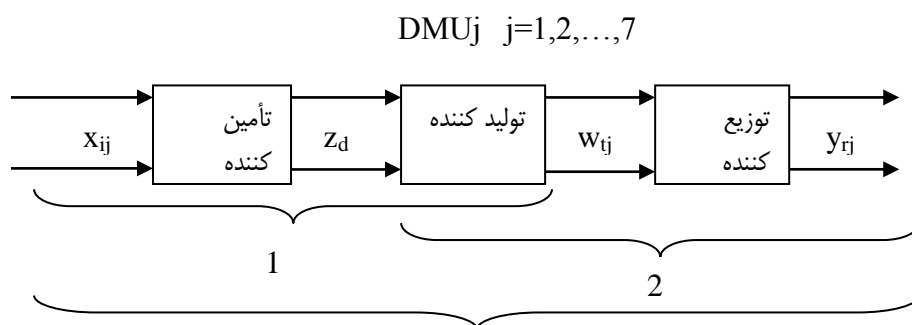 DMUj j=1,2,…,7
xij
تأمین
کننده
zd
تولید کننده
wtj
توزیع
کننده
yrj
1
2